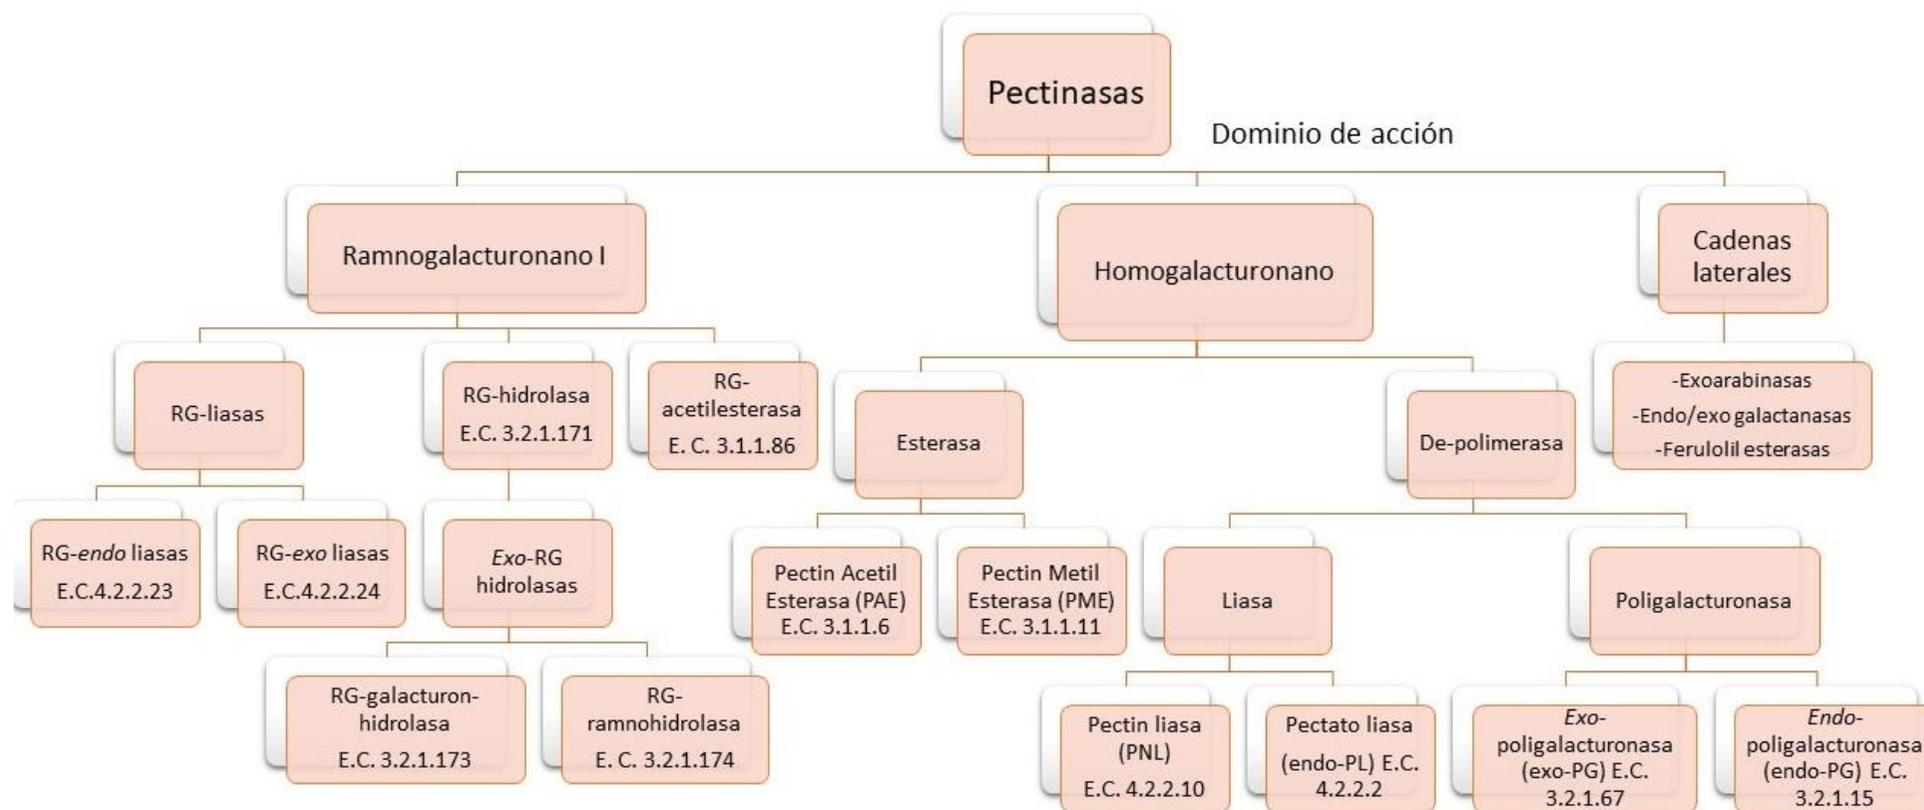 Pectinasas
Dominio de acción
Ramnogalacturonano I
Homogalacturonano
Cadenas
laterales
RG-liasas
RG-hidrolasa
E.C. 3.2.1.171
RG-
acetilesterasa
E. C. 3.1.1.86
Esterasa
De-polimerasa
-Exoarabinasas
-Endo/exo galactanasas
-Ferulolil esterasas
RG-endo liasas
E.C.4.2.2.23
RG-exo liasas
E.C.4.2.2.24
Exo-RG
hidrolasas
Pectin Acetil
Esterasa (PAE)
E.C. 3.1.1.6
Pectin Metil
Esterasa (PME)
E.C. 3.1.1.11
Liasa
Poligalacturonasa
RG-galacturon-
hidrolasa
E.C. 3.2.1.173
RG-
ramnohidrolasa
E. C. 3.2.1.174
Pectin liasa
(PNL)
E.C. 4.2.2.10
Pectato liasa
(endo-PL) E.C.
4.2.2.2
Exo-
poligalacturonasa
(exo-PG) E.C.
3.2.1.67
Endo-
poligalacturonasa
(endo-PG) E.C.
3.2.1.15